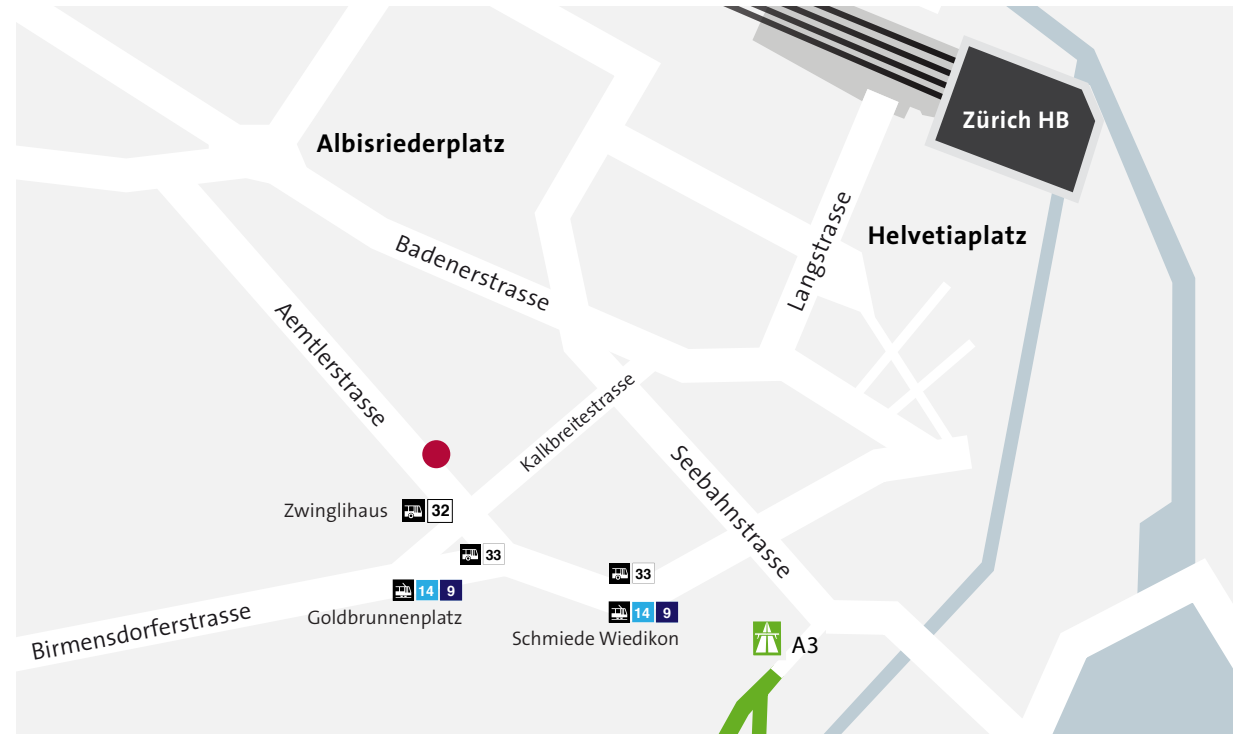 Zürich HB
Albisriederplatz
Helvetiaplatz
Langstrasse
Badenerstrasse
Aemtlerstrasse
Kalkbreitestrasse
Seebahnstrasse
Zwinglihaus 32
33
14 9
Goldbrunnenplatz
33
14 9
Schmiede Wiedikon
Birmensdorferstrasse
A3